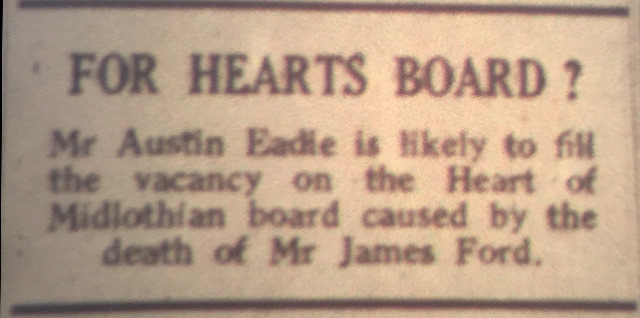 FOR HEARTS BOARD ?
Mr Austin Eadie is likely to fill
the vacancy on the Heart of
Midlothian board caused by the
death of Mr James Ford.